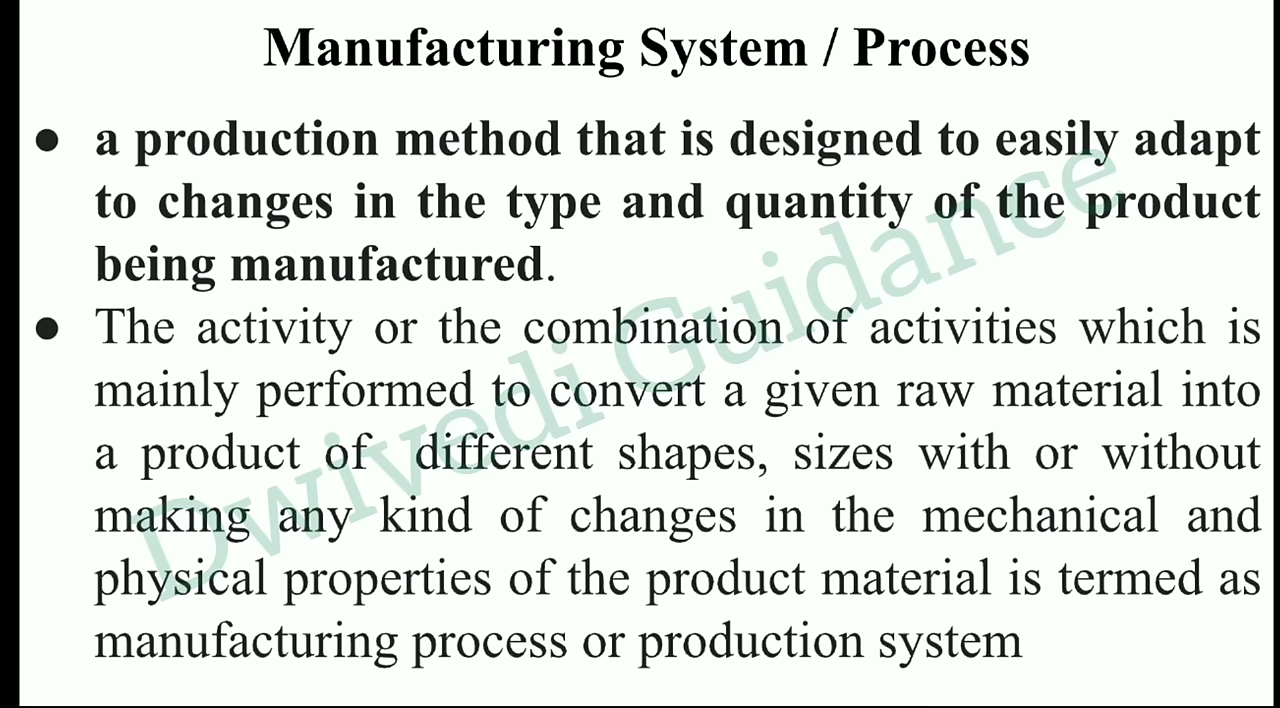 Manufacturing System / Process
● a production method that is designed to easily adapt
to changes in the type and quantity of the product
being manufactured.
● The activity or the combination of activities which is
mainly performed to convert a given raw material into
a product of different shapes, sizes with or without
making any kind of changes in the mechanical and
physical properties of the product material is termed as
manufacturing process or production system
Dwivedi Guidance